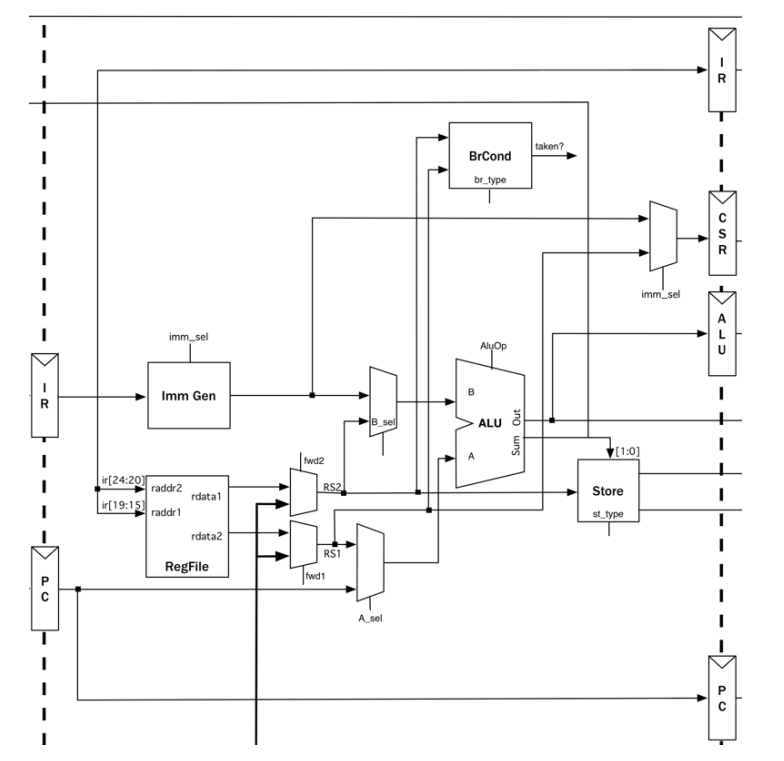 I
R
taken?
BrCond
br_type
C
S
R
imm_sel
A
L
U
imm_sel
AluOp
I
R
Imm Gen
B
B_sel
ALU
Out
Sum
A
[1:0]
fwd2
ir[24:20]
raddr2
rdata1
RS2
Store
ir[19:15]
raddr1
st_type
rdata2
RS1
RegFile
fwd1
P
C
A_sel
P
C